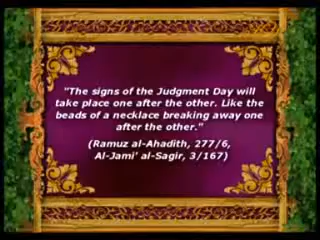 "The signs of the Judgment Day will
take place one after the other. Like the
beads of a necklace breaking away one
after the other."
(Ramuz al-Ahadith, 277/6,
Al-Jami' al-Sagir, 3/167)